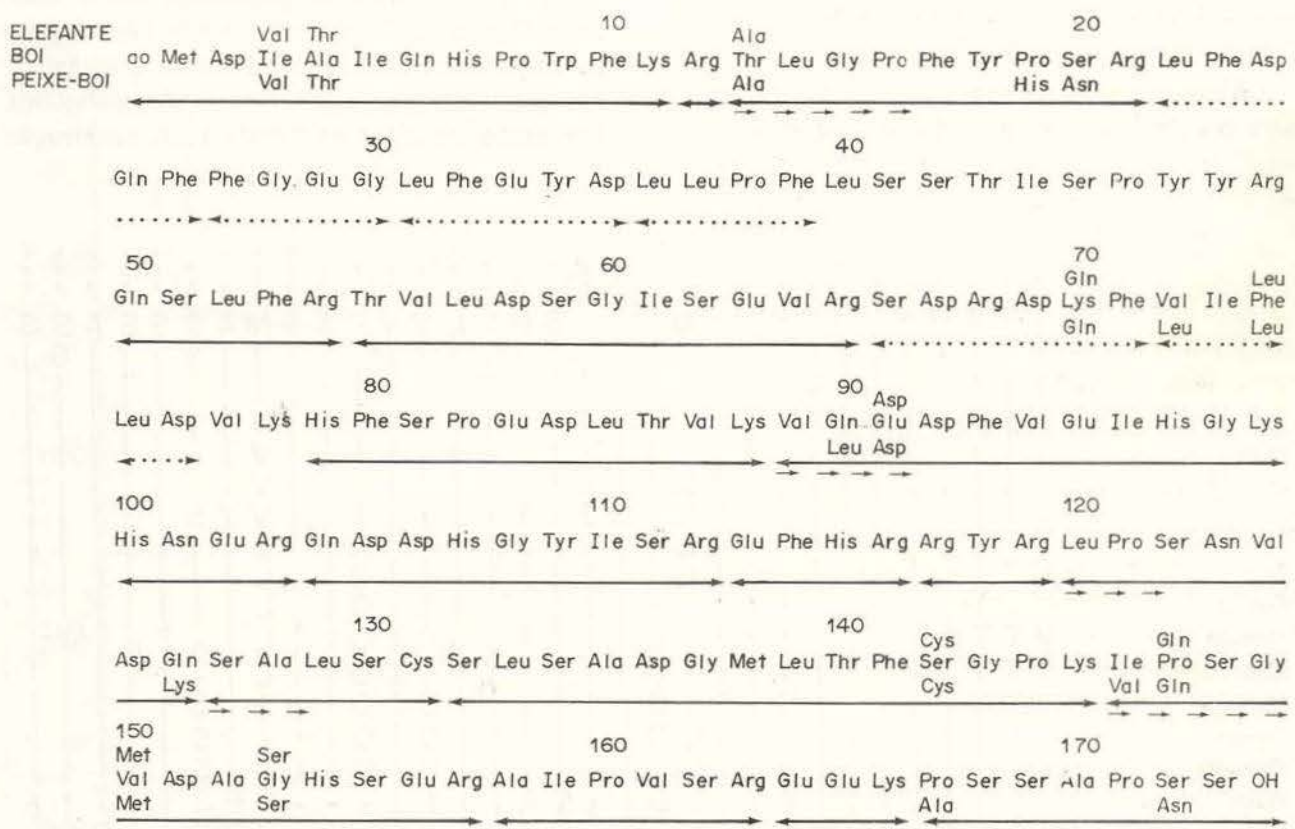 10 20
ELEFANTE Val Thr Ala
BOI ao Met Asp Ile Ala Ile Gln His Pro Trp Phe Lys Arg Thr Leu Gly Pro Phe Tyr Pro Ser Arg Leu Phe Asp
PEIXE-BOI Val Thr Ala His Asn
30 40
Gln Phe Phe Gly Glu Gly Leu Phe Glu Tyr Asp Leu Leu Pro Phe Leu Ser Ser Thr Ile Ser Pro Tyr Tyr Arg
50 60 70
Gln Leu
Gln Ser Leu Phe Arg Thr Val Leu Asp Ser Gly Ile Ser Glu Val Arg Ser Asp Arg Asp Lys Phe Val Ile Phe
Gln Leu Leu
80 90
Asp
Leu Asp Val Lys His Phe Ser Pro Glu Asp Leu Thr Val Lys Val Gln Glu Asp Phe Val Glu Ile His Gly Lys
Leu Asp
100 110 120
His Asn Glu Arg Gln Asp Asp His Gly Tyr Ile Ser Arg Glu Phe His Arg Arg Tyr Arg Leu Pro Ser Asn Val
130 140
Cys Gln
Asp Gln Ser Ala Leu Ser Cys Ser Leu Ser Ala Asp Gly Met Leu Thr Phe Ser Gly Pro Lys Ile Pro Ser Gly
Lys Cys Val Gln
150 160 170
Met Ser
Val Asp Ala Gly His Ser Glu Arg Ala Ile Pro Val Ser Arg Glu Glu Lys Pro Ser Ser Ala Pro Ser Ser OH
Met Ser Ala Asn